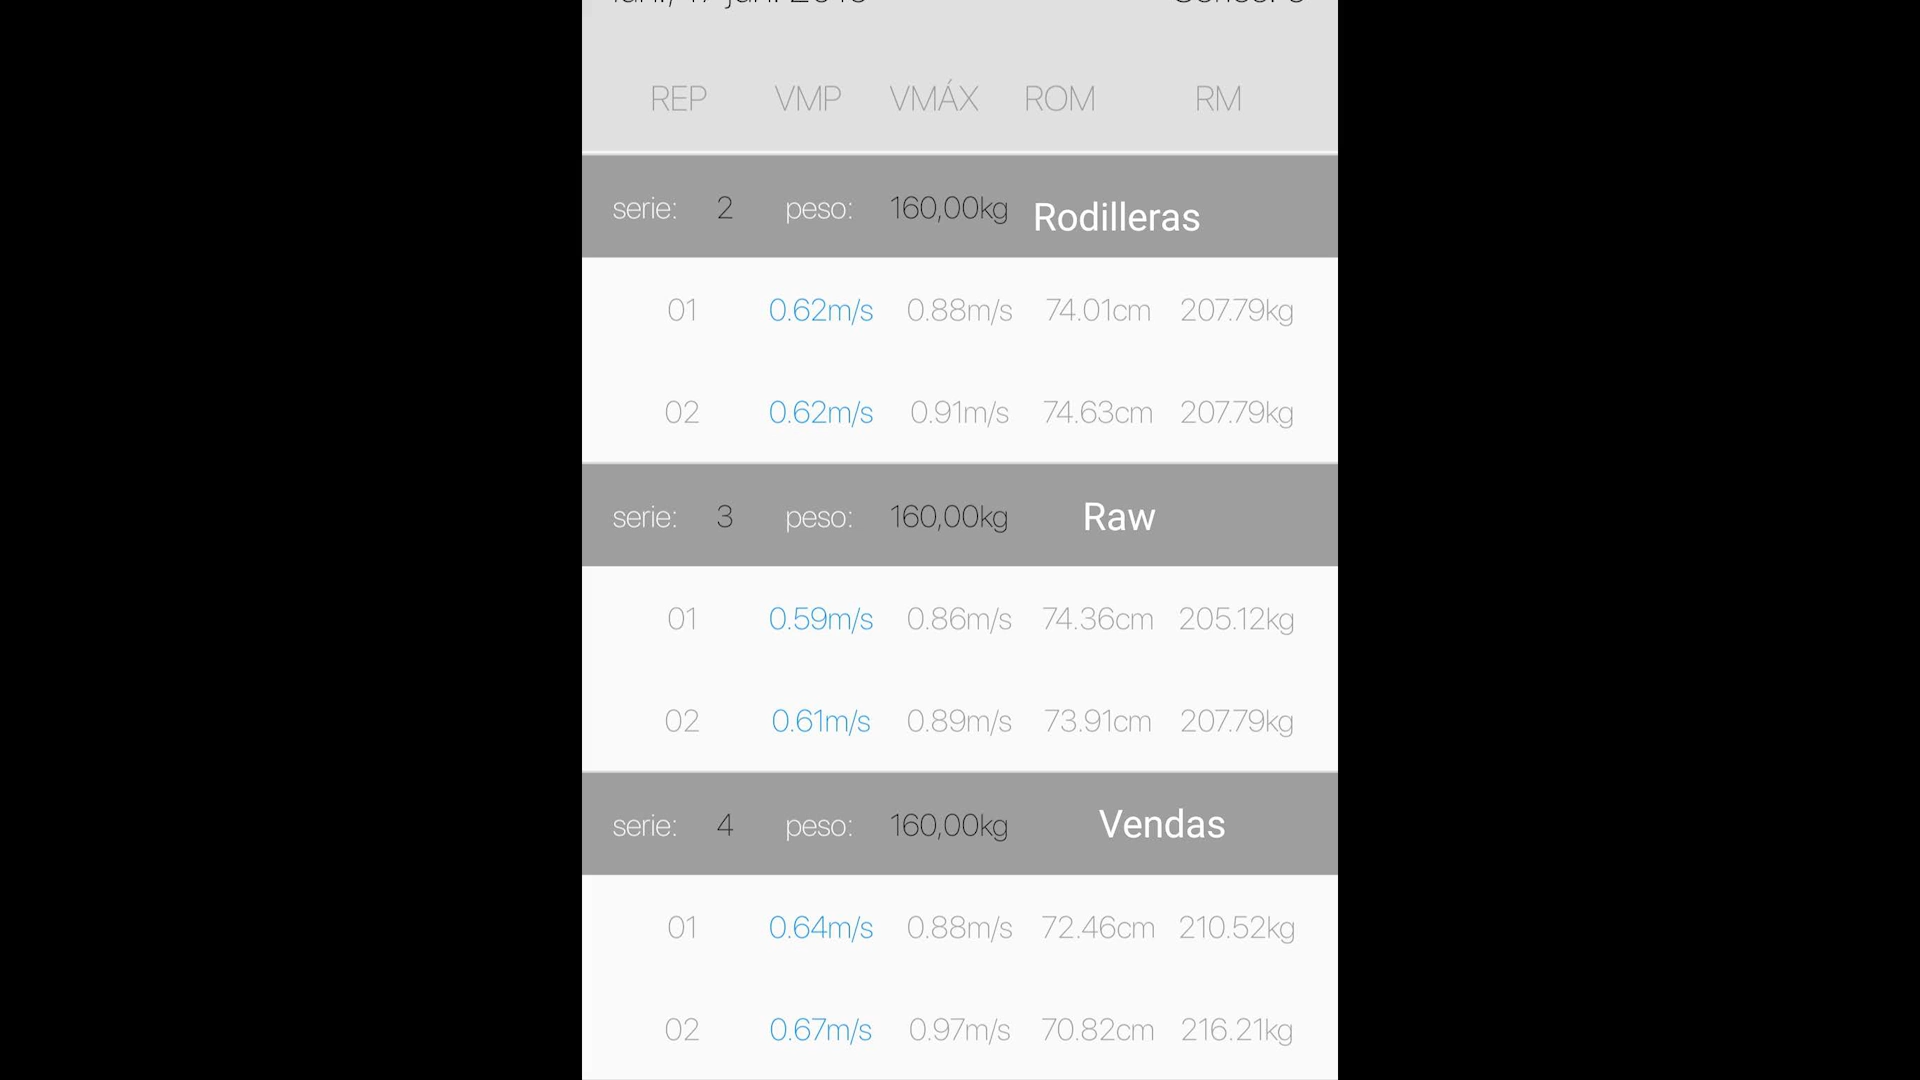 REP VMP VMÁX ROM RM
serie: 2 peso: 160,00kg Rodilleras
01 0.62m/s 0.88m/s 74.01cm 207.79kg
02 0.62m/s 0.91m/s 74.63cm 207.79kg
serie: 3 peso: 160,00kg Raw
01 0.59m/s 0.86m/s 74.36cm 205.12kg
02 0.61m/s 0.89m/s 73.91cm 207.79kg
serie: 4 peso: 160,00kg Vendas
01 0.64m/s 0.88m/s 72.46cm 210.52kg
02 0.67m/s 0.97m/s 70.82cm 216.21kg